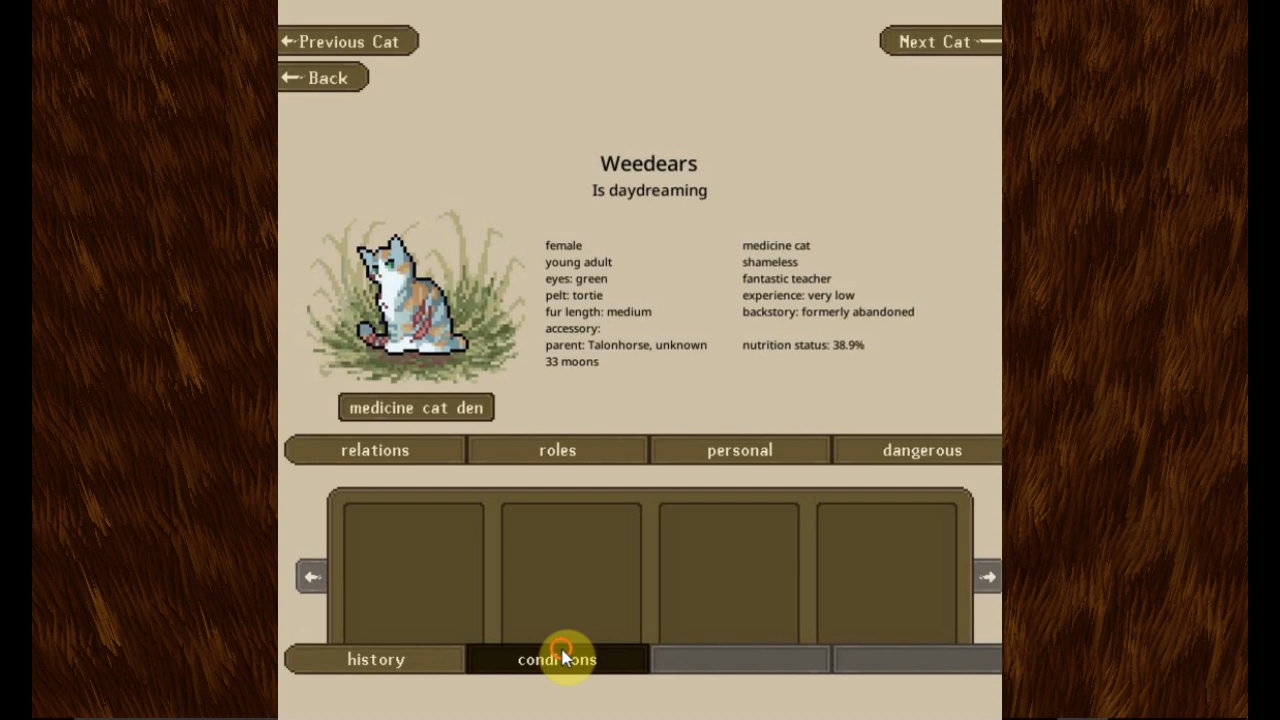 Previous Cat
Next Cat
Back
Weedears
Is daydreaming
female
young adult
eyes: green
pelt: tortie
fur length: medium
accessory:
parent: Talonhorse, unknown
33 moons
medicine cat
shameless
fantastic teacher
experience: very low
backstory: formerly abandoned
nutrition status: 38.9%
medicine cat den
relations
roles
personal
dangerous
history
conditions